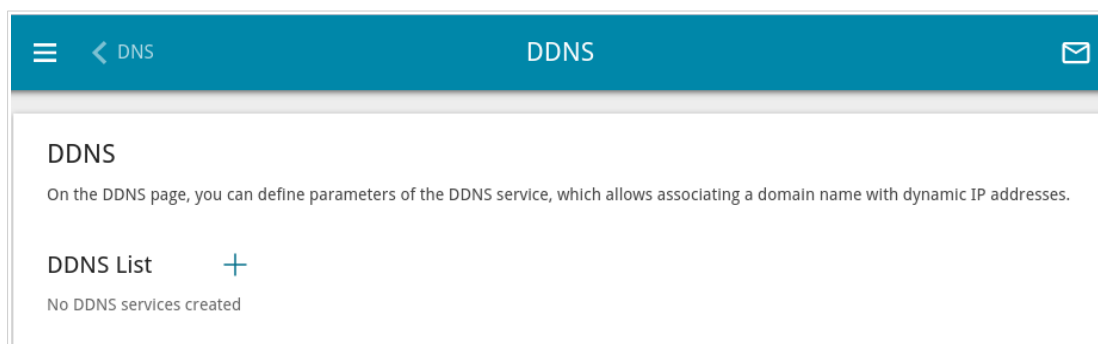 DNS
DDNS
DDNS
On the DDNS page, you can define parameters of the DDNS service, which allows associating a domain name with dynamic IP addresses.
DDNS List
No DDNS services created